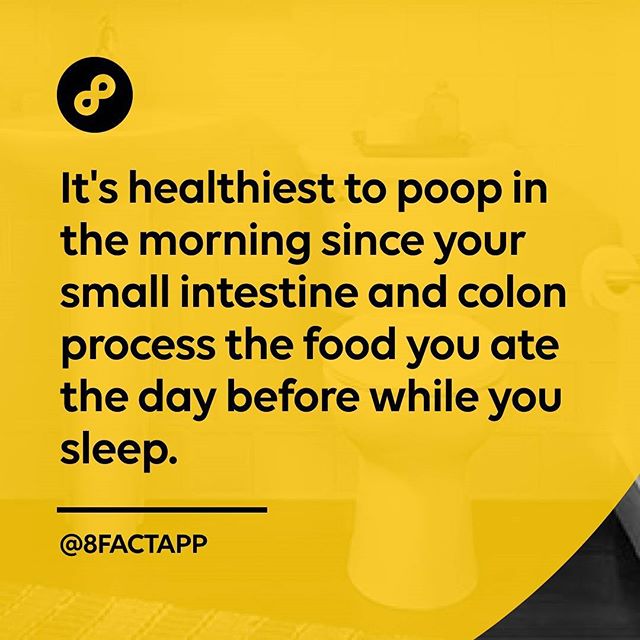 It's healthiest to poop in
the morning since your
small intestine and colon
process the food you ate
the day before while you
sleep.
@8FACTAPP